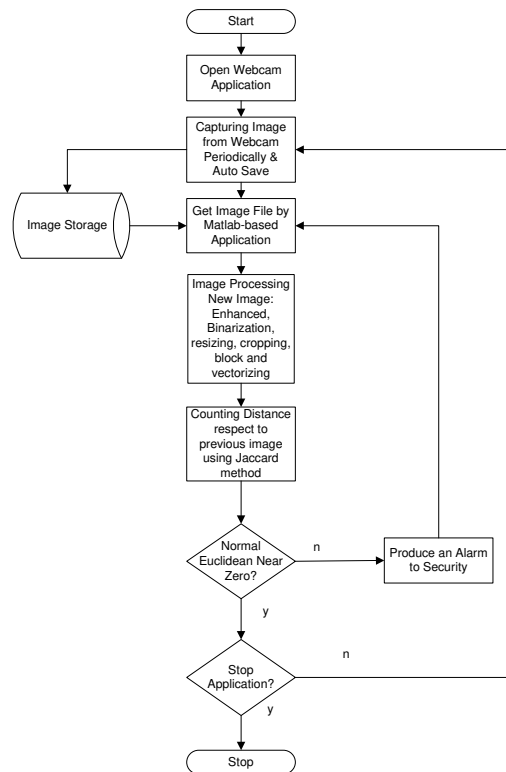 Start
Open Webcam
Application
Capturing Image
from Webcam
Periodically &
Auto Save
Image Storage
Get Image File by
Matlab-based
Application
Image Processing
New Image:
Enhanced,
Binarization,
resizing, cropping,
block and
vectorizing
Counting Distance
respect to
previous image
using Jaccard
method
Normal
Euclidean Near
Zero?
n
Produce an Alarm
to Security
y
Stop
Application?
n
y
Stop